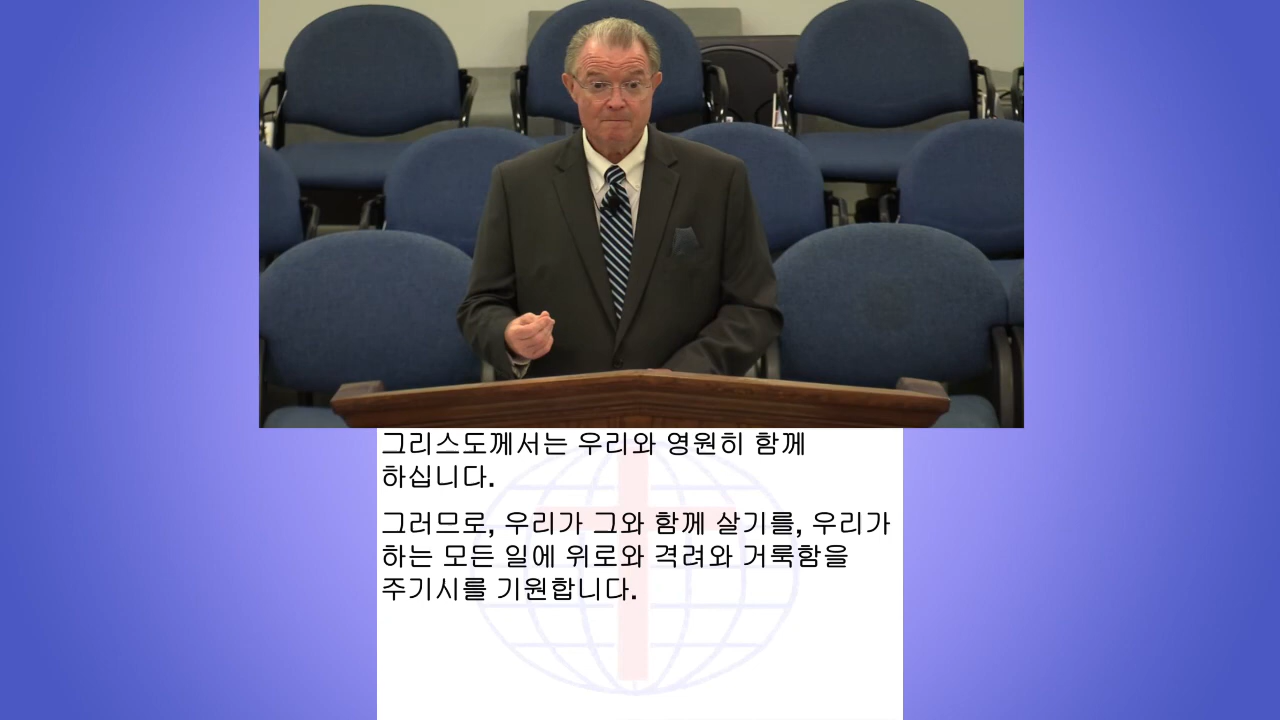 그리스도께서는 우리와 영원히 함께
하십니다.
그러므로, 우리가 그와 함께 살기를, 우리가
하는 모든 일에 위로와 격려와 거룩함을
주기시를 기원합니다.